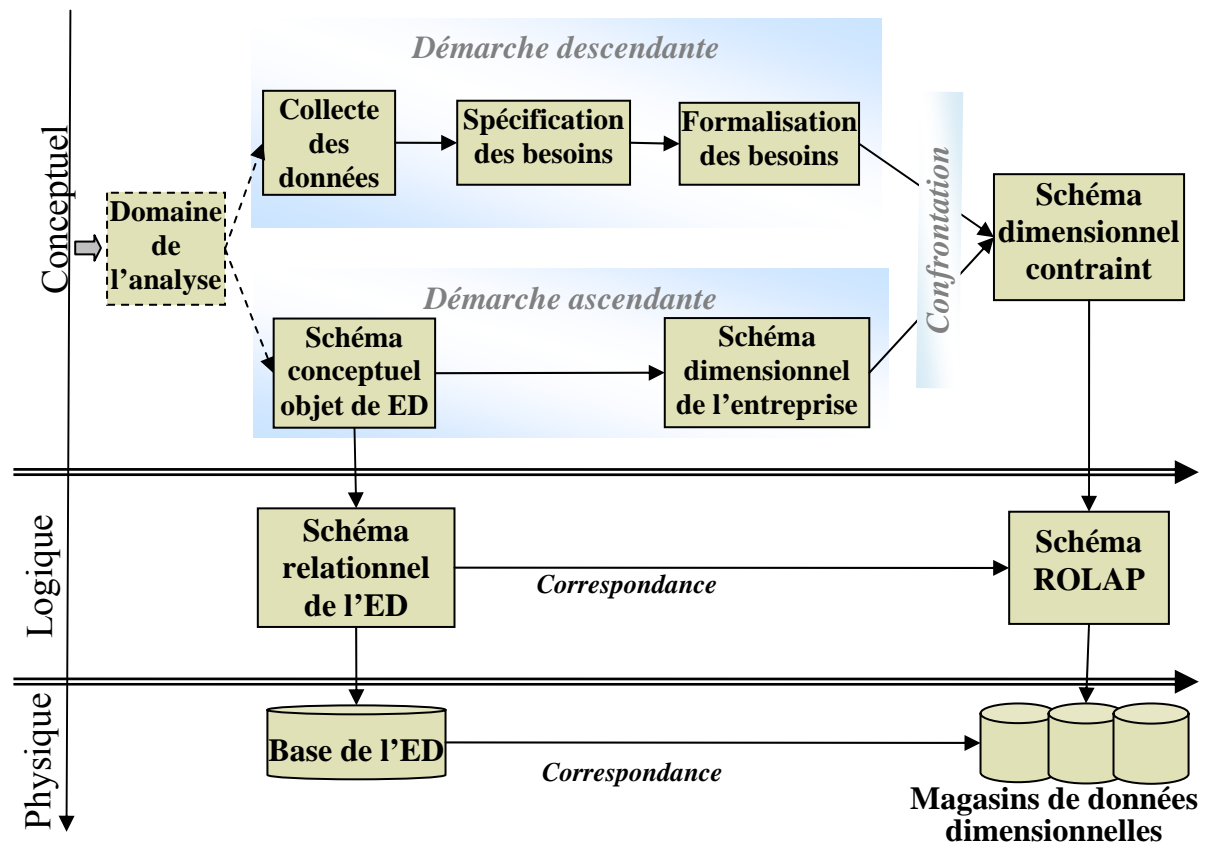 Démarche descendante
Conceptuel
Collecte
des
données
Spécification
des besoins
Formalisation
des besoins
Confrontation
Domaine
de
l’analyse
Schéma
dimensionnel
contraint
Démarche ascendante
Schéma
conceptuel
objet de ED
Schéma
dimensionnel
de l’entreprise
Logique
Schéma
relationnel
de l’ED
Correspondance
Schéma
ROLAP
Physique
Base de l’ED
Correspondance
Magasins de données
dimensionnelles